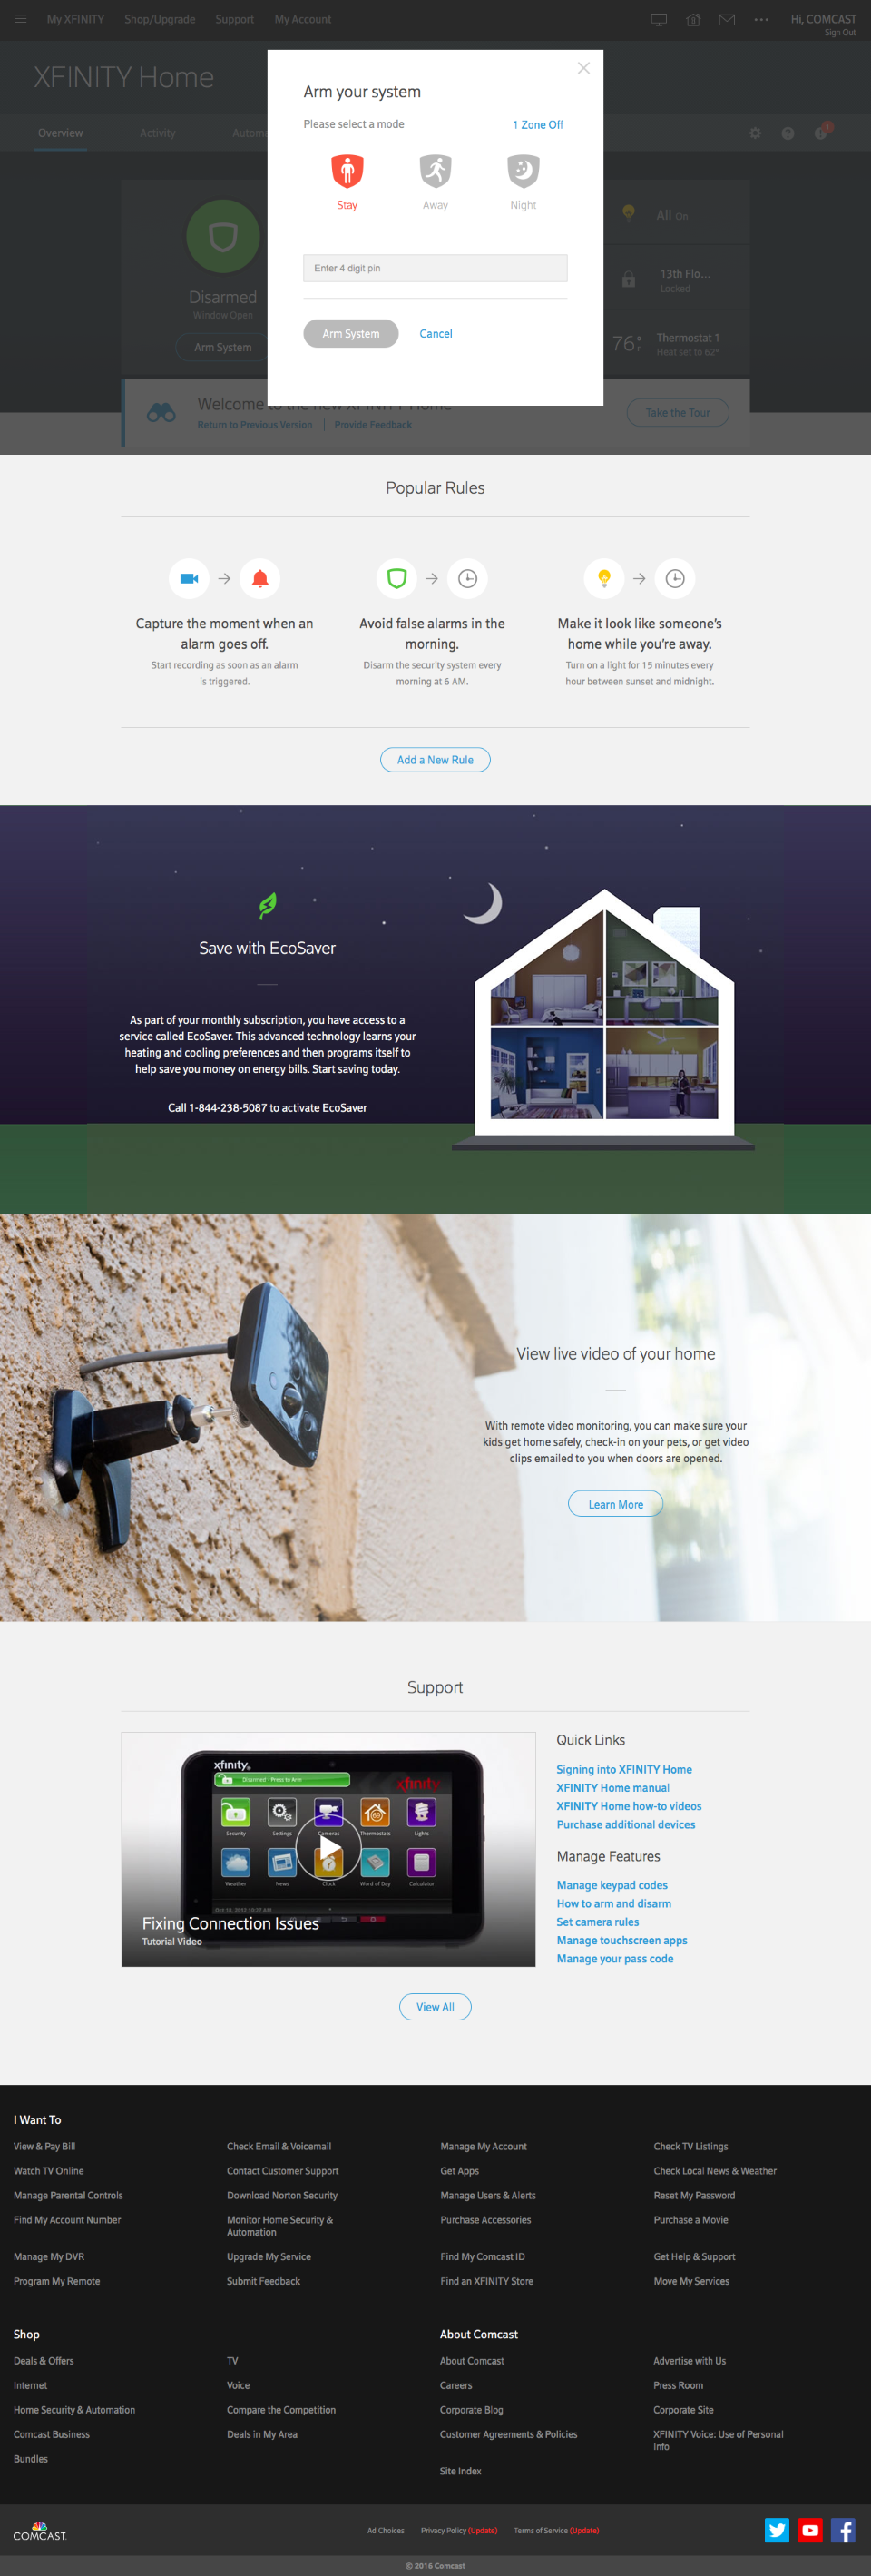 My XFINITY Shop/Upgrade Support My Account
Hi, COMCAST
Sign Out
XFINITY Home
Overview Activity Automa
Arm your system
Please select a mode 1 Zone Off
Stay Away Night
Enter 4 digit pin
Arm System Cancel
Disarmed
Window Open
Arm System
All On
13th Flo...
Locked
76° Thermostat 1
Heat set to 62°
Welcome to the new XFINITY Home
Return to Previous Version | Provide Feedback
Take the Tour
Popular Rules
Capture the moment when an
alarm goes off.
Start recording as soon as an alarm
is triggered.
Avoid false alarms in the
morning.
Disarm the security system every
morning at 6 AM.
Make it look like someone's
home while you're away.
Turn on a light for 15 minutes every
hour between sunset and midnight.
Add a New Rule
Save with EcoSaver
As part of your monthly subscription, you have access to a
service called EcoSaver. This advanced technology learns your
heating and cooling preferences and then programs itself to
help save you money on energy bills. Start saving today.
Call 1-844-238-5087 to activate EcoSaver
View live video of your home
With remote video monitoring, you can make sure your
kids get home safely, check-in on your pets, or get video
clips emailed to you when doors are opened.
Learn More
Support
xfinity
Disarmed - Press to Arm
xfinity
Security Settings Cameras Thermostats Lights
Weather News Clock Word of Day Calculator
Oct 18, 2012 10:27 AM
Fixing Connection Issues
Tutorial Video
Quick Links
Signing into XFINITY Home
XFINITY Home manual
XFINITY Home how-to videos
Purchase additional devices
Manage Features
Manage keypad codes
How to arm and disarm
Set camera rules
Manage touchscreen apps
Manage your pass code
View All
I Want To
View & Pay Bill Check Email & Voicemail Manage My Account Check TV Listings
Watch TV Online Contact Customer Support Get Apps Check Local News & Weather
Manage Parental Controls Download Norton Security Manage Users & Alerts Reset My Password
Find My Account Number Monitor Home Security & Purchase Accessories Purchase a Movie
Automation
Manage My DVR Upgrade My Service Find My Comcast ID Get Help & Support
Program My Remote Submit Feedback Find an XFINITY Store Move My Services
Shop About Comcast
Deals & Offers TV About Comcast Advertise with Us
Internet Voice Careers Press Room
Home Security & Automation Compare the Competition Corporate Blog Corporate Site
Comcast Business Deals in My Area Customer Agreements & Policies XFINITY Voice: Use of Personal
Info
Bundles
Site Index
COMCAST
Ad Choices Privacy Policy (Update) Terms of Service (Update)
© 2016 Comcast